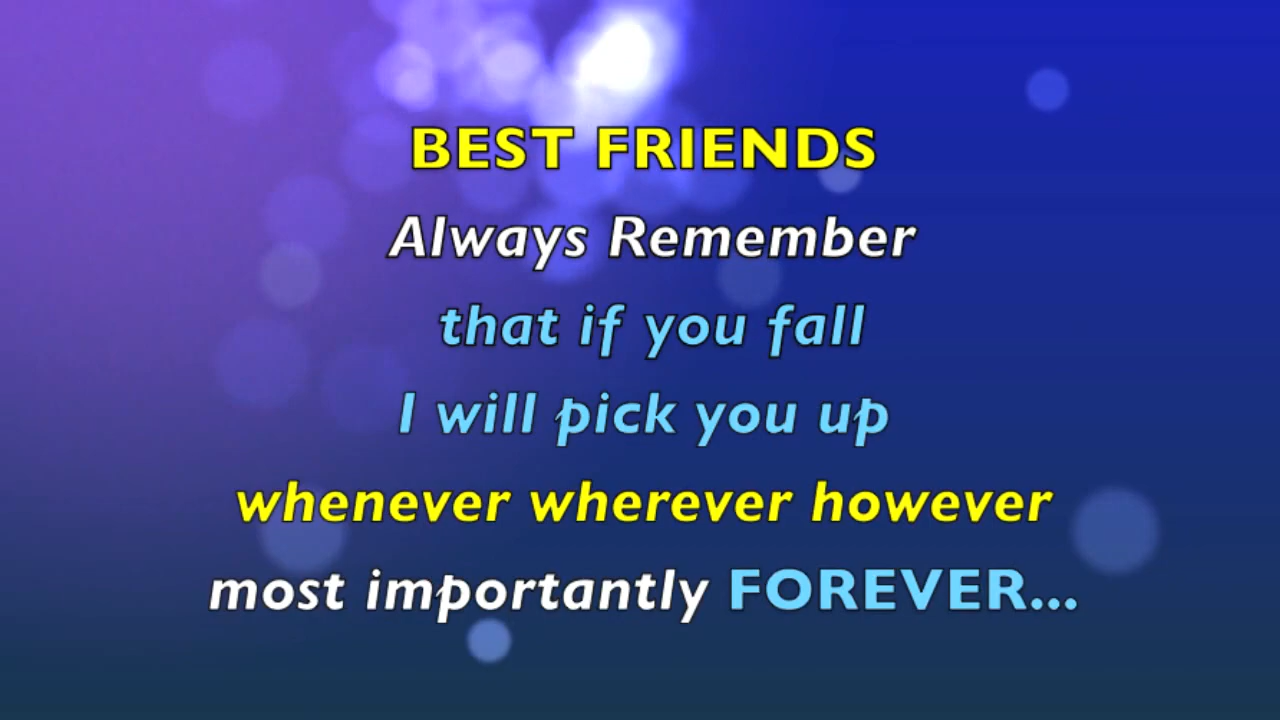 BEST FRIENDS
Always Remember
that if you fall
I will pick you up
whenever wherever however
most importantly FOREVER...